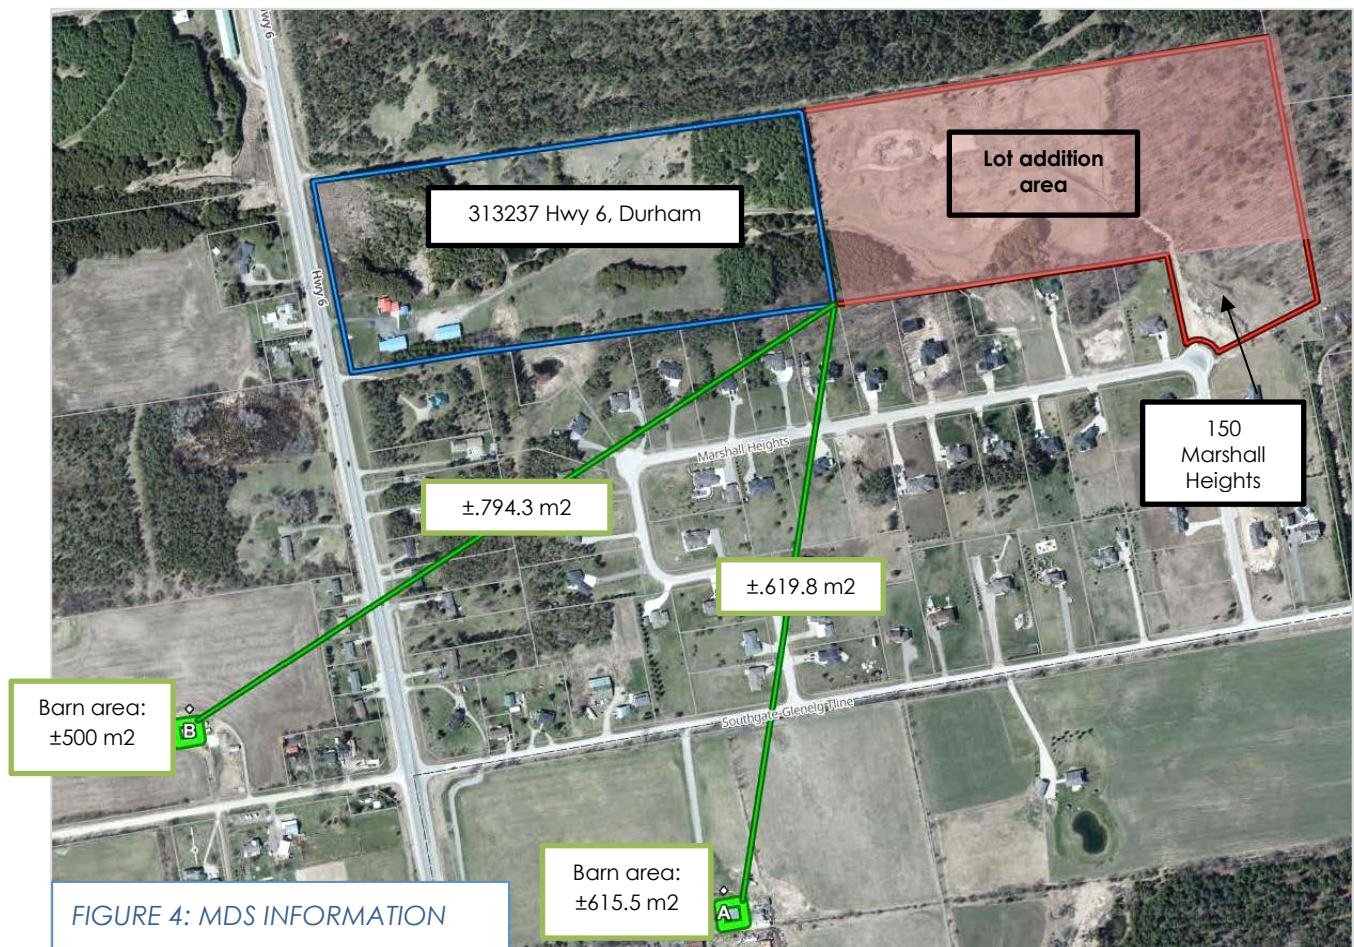 Hwy 6
Lot addition
area
313237 Hwy 6, Durham
Hwy 6
150
Marshall
Heights
Marshall Heights
±.794.3 m2
±.619.8 m2
Barn area:
±500 m2
B
Southgate-Glenelg Tline
Barn area:
±615.5 m2
A
FIGURE 4: MDS INFORMATION